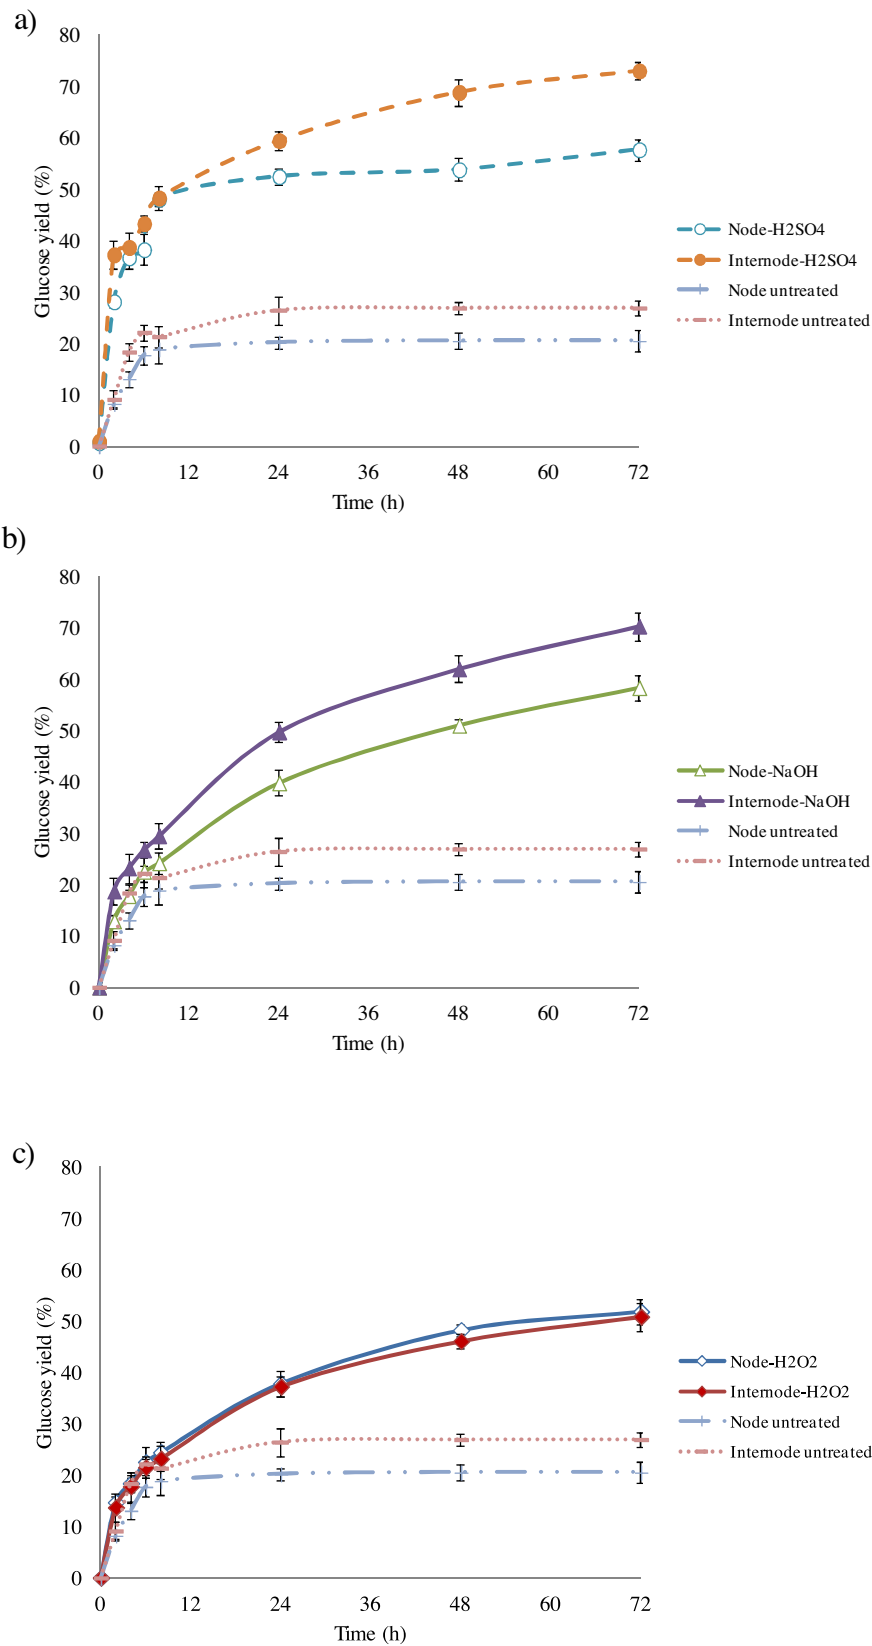 a)
80
70
60
50
40
30
20
10
0
Glucose yield (%)
0 12 24 36 48 60 72
Time (h)
Node-H2SO4
Internode-H2SO4
Node untreated
Internode untreated
b)
80
70
60
50
40
30
20
10
0
Glucose yield (%)
0 12 24 36 48 60 72
Time (h)
Node-NaOH
Internode-NaOH
Node untreated
Internode untreated
c)
80
70
60
50
40
30
20
10
0
Glucose yield (%)
0 12 24 36 48 60 72
Time (h)
Node-H2O2
Internode-H2O2
Node untreated
Internode untreated